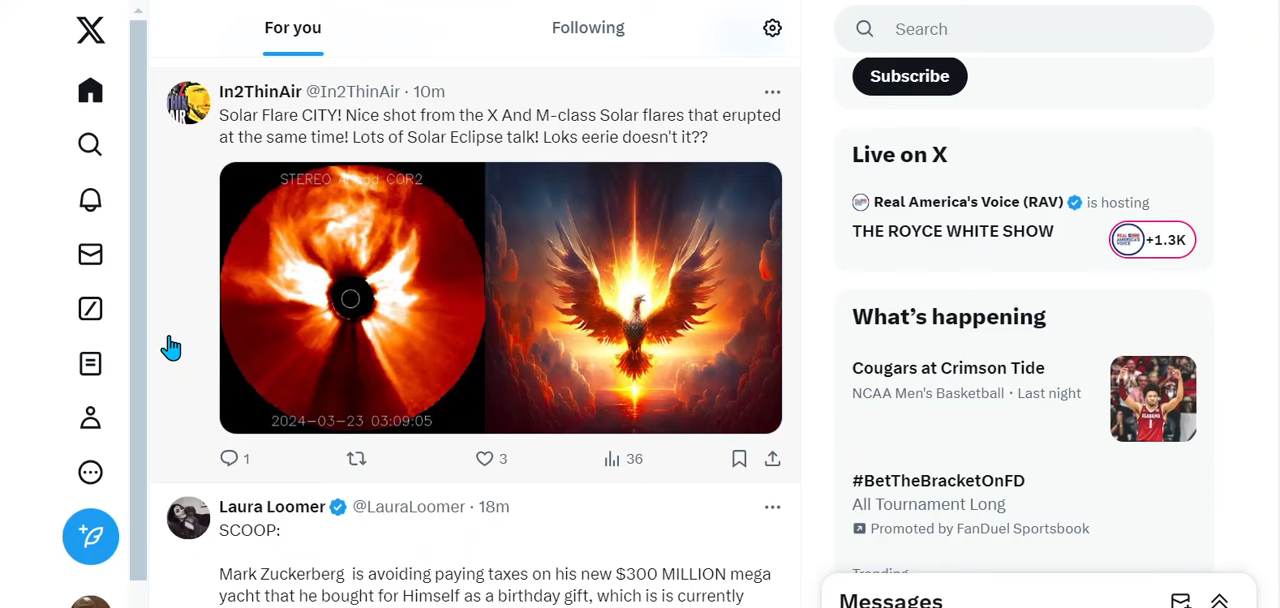 For you
Following
In2ThinAir @In2ThinAir · 10m
Solar Flare CITY! Nice shot from the X And M-class Solar flares that erupted
at the same time! Lots of Solar Eclipse talk! Loks eerie doesn't it??
2024-03-23 03:09:05
1
3
36
Laura Loomer @LauraLoomer · 18m
SCOOP:
Mark Zuckerberg is avoiding paying taxes on his new $300 MILLION mega
yacht that he bought for Himself as a birthday gift, which is is currently
Search
Subscribe
Live on X
Real America's Voice (RAV) is hosting
THE ROYCE WHITE SHOW
+1.3K
What's happening
Cougars at Crimson Tide
NCAA Men's Basketball · Last night
#BetTheBracketOnFD
All Tournament Long
Promoted by FanDuel Sportsbook
Trending
Messages